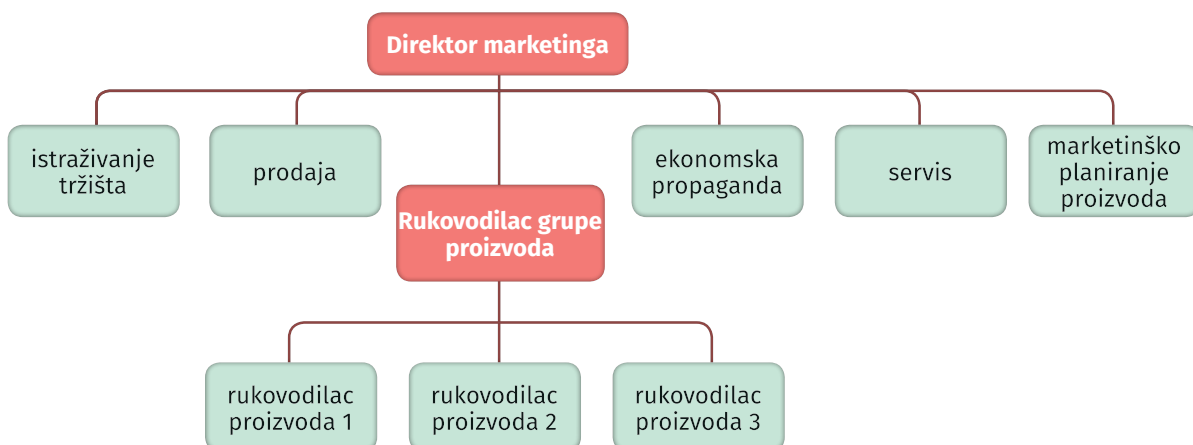 Direktor marketinga
istraživanje
tržišta
prodaja
ekonomska
propaganda
servis
marketinško
planiranje
proizvoda
Rukovodilac grupe
proizvoda
rukovodilac
proizvoda 1
rukovodilac
proizvoda 2
rukovodilac
proizvoda 3